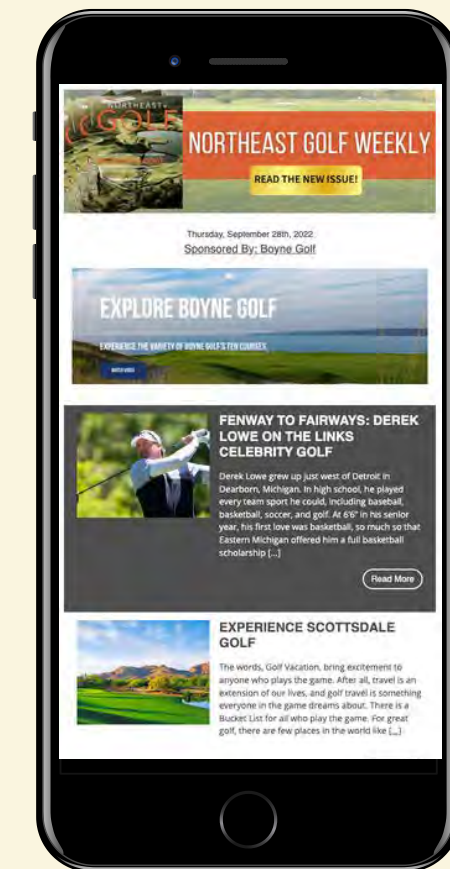 NORTHEAST
GOLF
NORTHEAST GOLF WEEKLY
READ THE NEW ISSUE!
Thursday, September 28th, 2022
Sponsored By: Boyne Golf
EXPLORE BOYNE GOLF
EXPERIENCE THE VARIETY OF BOYNE GOLF'S TEN COURSES.
WATCH VIDEO
FENWAY TO FAIRWAYS: DEREK
LOWE ON THE LINKS
CELEBRITY GOLF
Derek Lowe grew up just west of Detroit in
Dearborn, Michigan. In high school, he played
every team sport he could, including baseball,
basketball, soccer, and golf. At 6'6" in his senior
year, his first love was basketball, so much so that
Eastern Michigan offered him a full basketball
scholarship [...]
Read More
EXPERIENCE SCOTTSDALE
GOLF
The words, Golf Vacation, bring excitement to
anyone who plays the game. After all, travel is an
extension of our lives, and golf travel is something
everyone in the game dreams about. There is a
Bucket List for all who play the game. For great
golf, there are few places in the world like [...]